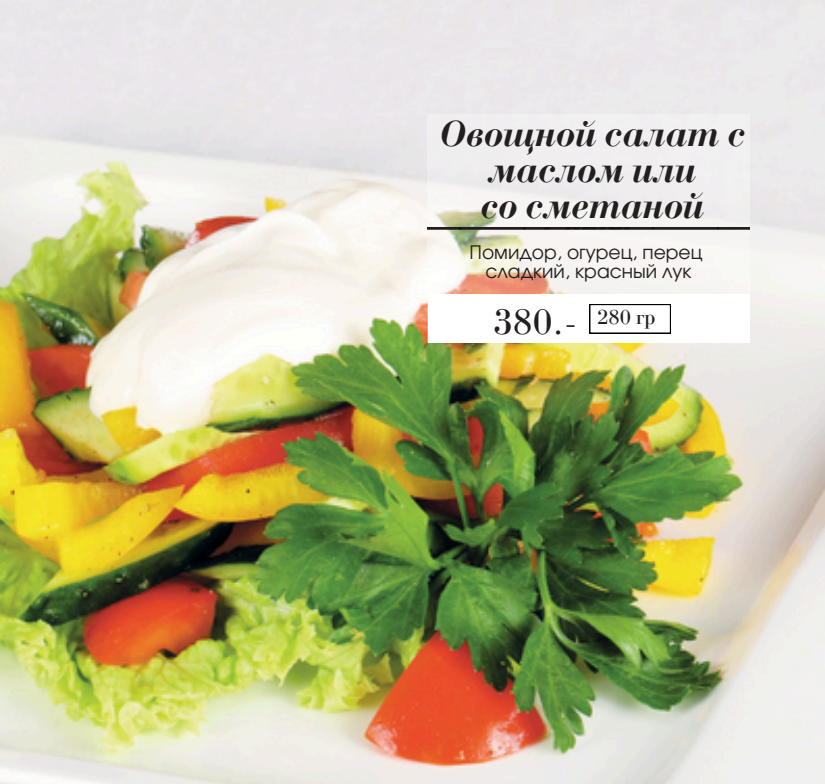 Овощной салат с
маслом или
со сметаной
Помидор, огурец, перец
сладкий, красный лук
380.- 280 гр